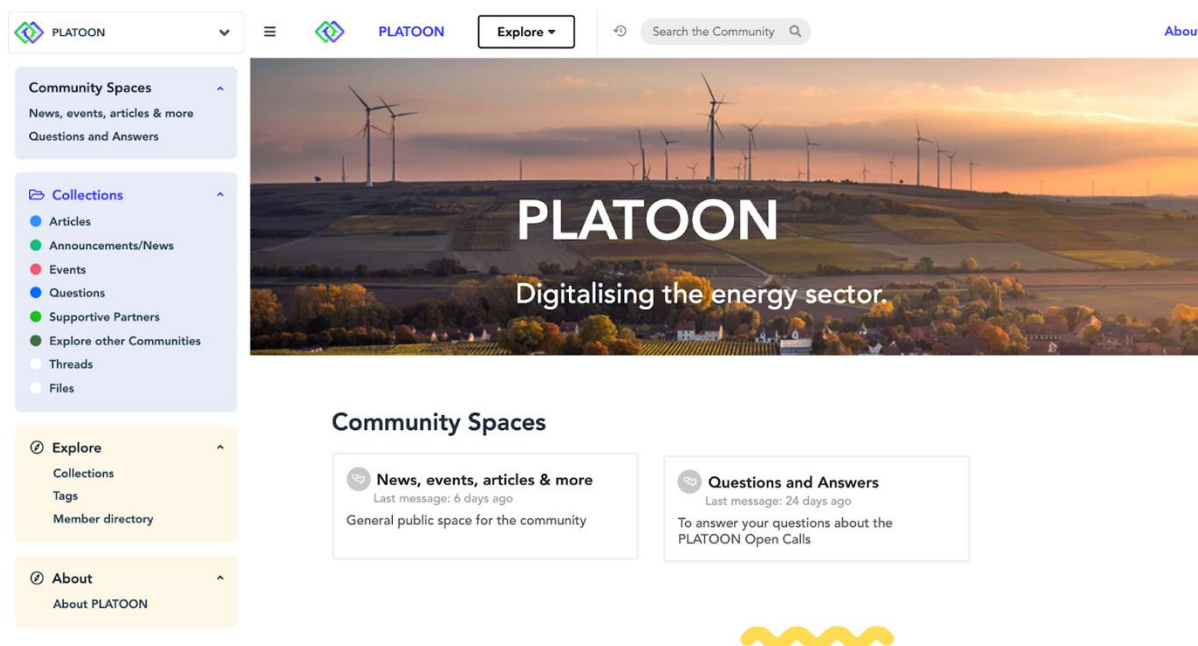 PLATOON
Community Spaces
News, events, articles & more
Questions and Answers
Collections
Articles
Announcements/News
Events
Questions
Supportive Partners
Explore other Communities
Threads
Files
Explore
Collections
Tags
Member directory
About
About PLATOON
PLATOON
Explore
Search the Community
About
PLATOON
Digitalising the energy sector.
Community Spaces
News, events, articles & more
Last message: 6 days ago
General public space for the community
Questions and Answers
Last message: 24 days ago
To answer your questions about the
PLATOON Open Calls